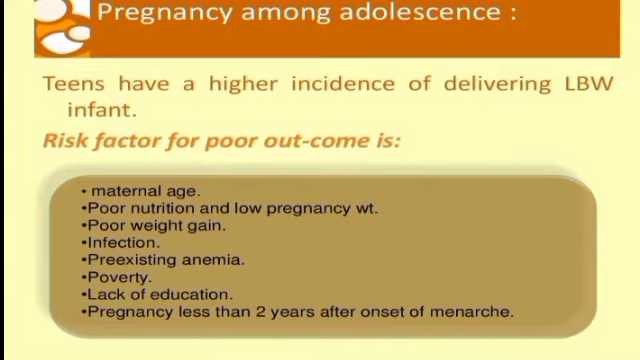 Pregnancy among adolescence :
Teens have a higher incidence of delivering LBW
infant.
Risk factor for poor out-come is:
• maternal age.
•Poor nutrition and low pregnancy wt.
•Poor weight gain.
•Infection.
•Preexisting anemia.
•Poverty.
•Lack of education.
•Pregnancy less than 2 years after onset of menarche.